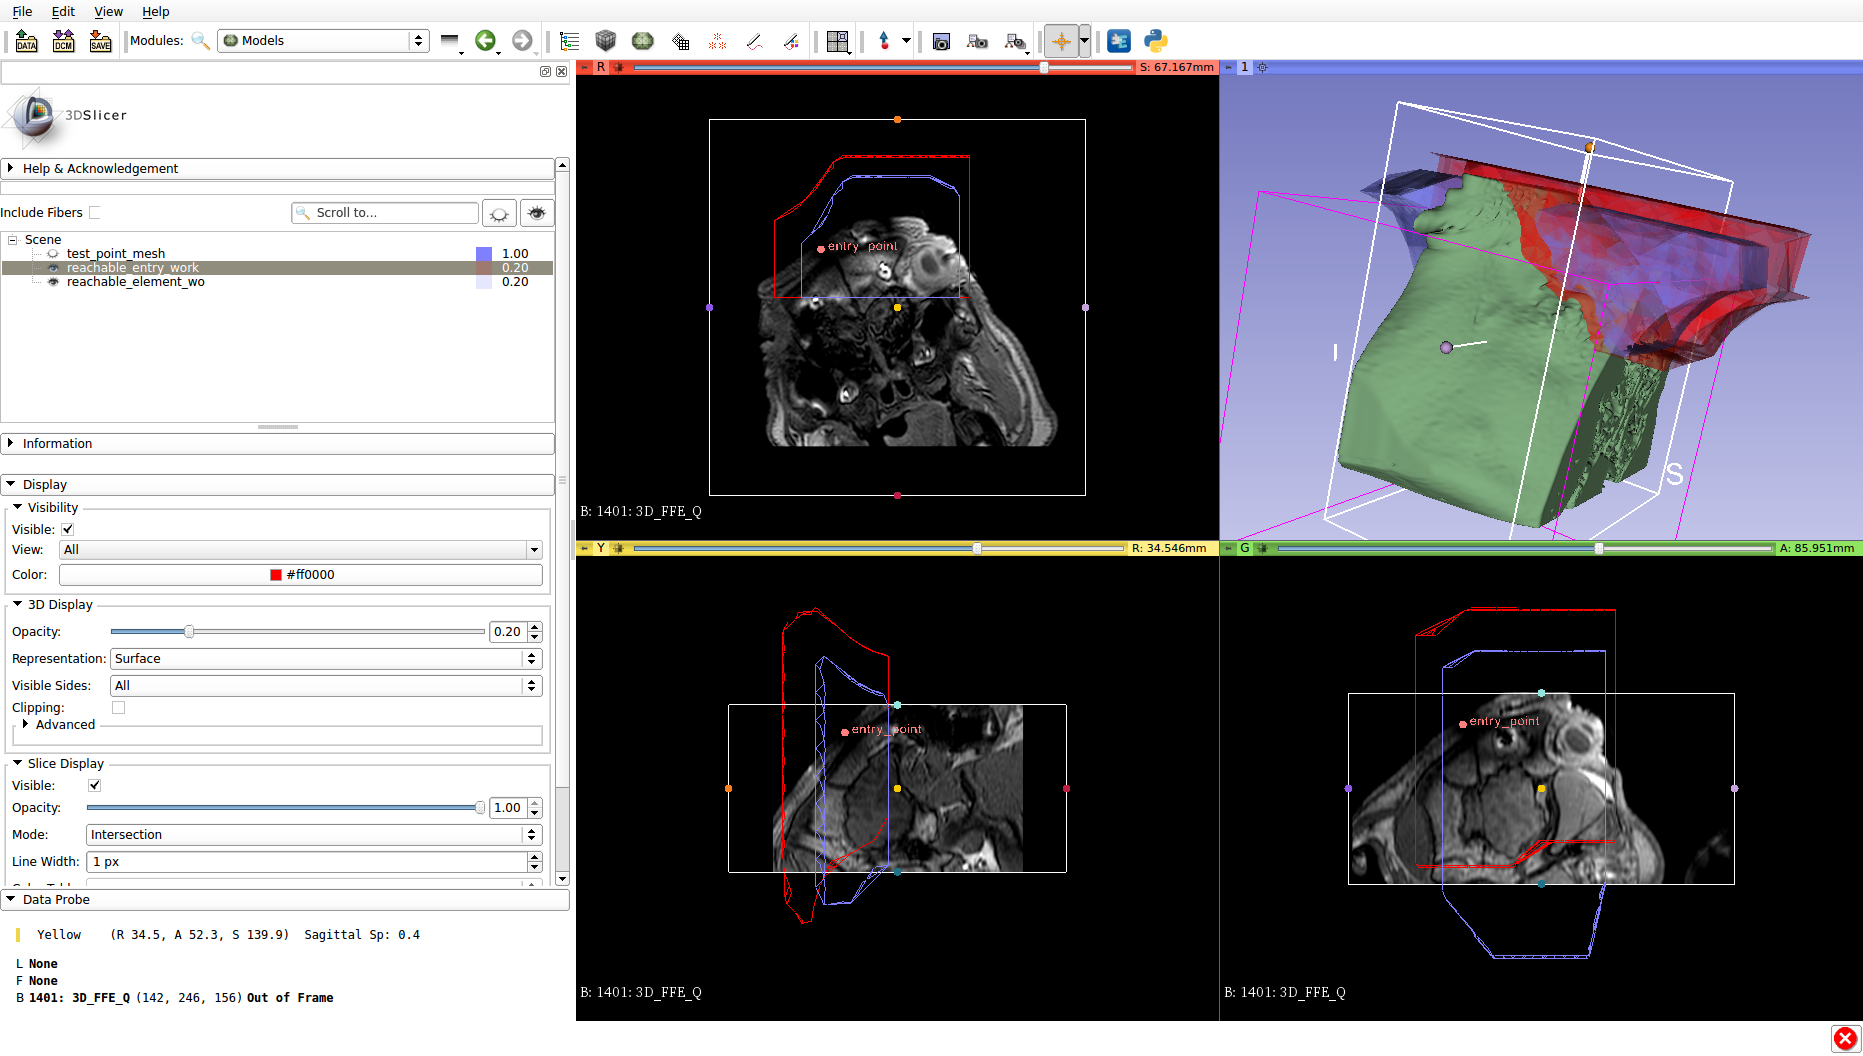 File Edit View Help
DATA DCM SAVE Modules: Models
R S: 67.167mm
1
3DSlicer
Help & Acknowledgement
Include Fibers Scroll to...
Scene
test_point_mesh 1.00
reachable_entry_work 0.20
reachable_element_wo 0.20
Information
Display
Visibility
Visible:
View: All
Color: #ff0000
3D Display
Opacity: 0.20
Representation: Surface
Visible Sides: All
Clipping:
Advanced
Slice Display
Visible:
Opacity: 1.00
Mode: Intersection
Line Width: 1 px
Data Probe
Yellow (R 34.5, A 52.3, S 139.9) Sagittal Sp: 0.4
L None
F None
B 1401: 3D_FFE_Q (142, 246, 156) Out of Frame
entry_point
B: 1401: 3D_FFE_Q
I
S
Y R: 34.546mm
entry_point
B: 1401: 3D_FFE_Q
G A: 85.951mm
entry_point
B: 1401: 3D_FFE_Q